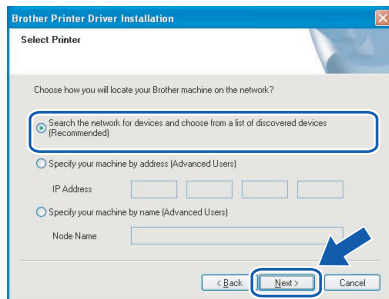 Brother Printer Driver Installation
Select Printer
Choose how you will locate your Brother machine on the network?
Search the network for devices and choose from a list of discovered devices
(Recommended)
Specify your machine by address (Advanced Users)
IP Address
Specify your machine by name (Advanced Users)
Node Name
< Back
Next >
Cancel